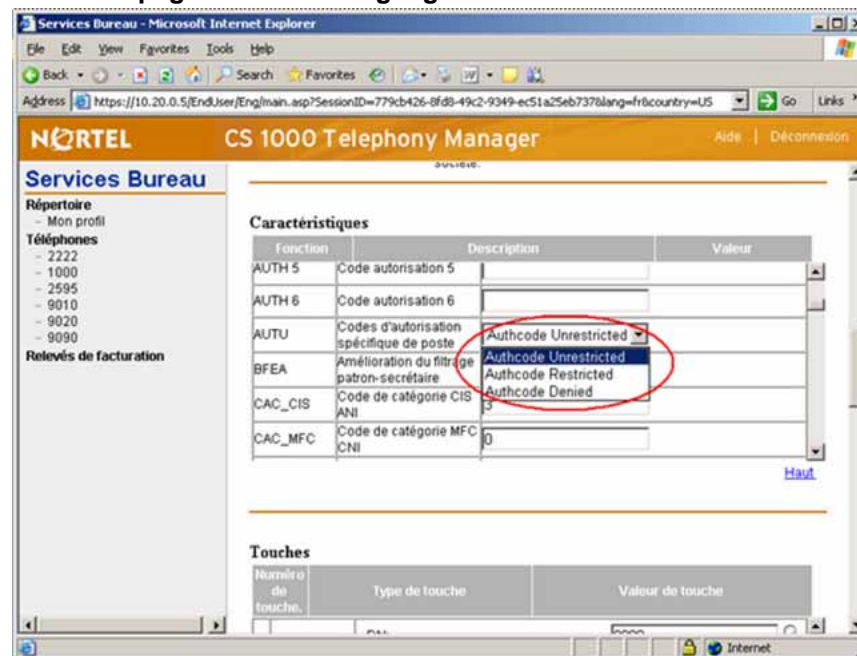 Services Bureau - Microsoft Internet Explorer
File Edit View Favorites Tools Help
Back Search Favorites
Address https://10.20.0.5/EndUser/Eng/main.asp?SessionID=779cb426-8fd8-49c2-9349-ec51a25eb737&lang=fr&country=US Go Links
NORTEL CS 1000 Telephony Manager Aide | Déconnexion
Services Bureau
société.
Répertoire
- Mon profil
Téléphones
- 2222
- 1000
- 2595
- 9010
- 9020
- 9090
Relevés de facturation
Caractéristiques
Fonction Description Valeur
AUTH 5 Code autorisation 5
AUTH 6 Code autorisation 6
AUTU Codes d'autorisation spécifique de poste Authcode Unrestricted
Authcode Unrestricted
Authcode Restricted
Authcode Denied
BFEA Amélioration du filtrage patron-secrétaire
CAC_CIS Code de catégorie CIS ANI 3
CAC_MFC Code de catégorie MFC CNI 0
Haut
Touches
Numéro de touche. Type de touche Valeur de touche
Internet